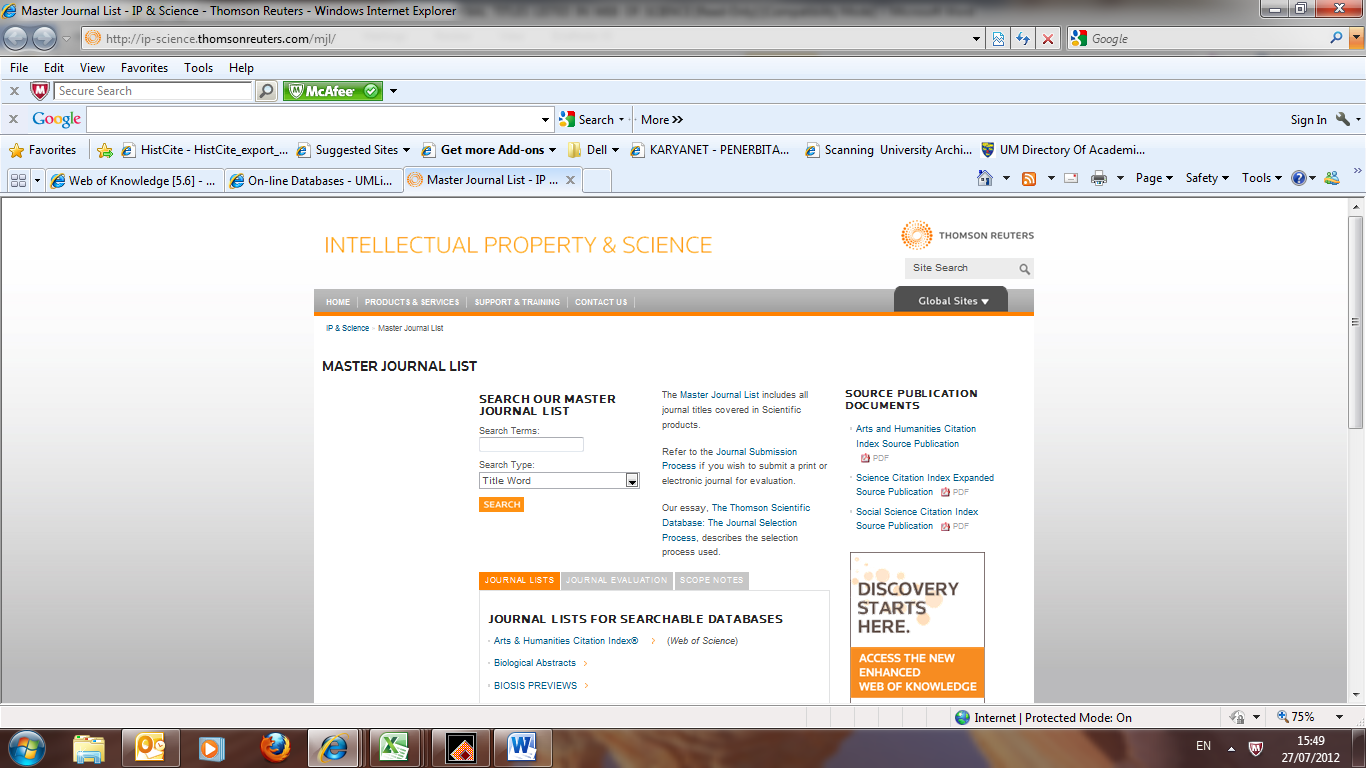 Master Journal List - IP & Science - Thomson Reuters - Windows Internet Explorer
http://ip-science.thomsonreuters.com/mjl/
Google
File Edit View Favorites Tools Help
X Secure Search McAfee
X Google Search More >> Sign In
Favorites HistCite - HistCite_export_... Suggested Sites Get more Add-ons Dell KARYANET - PENERBITA... Scanning University Archi... UM Directory Of Academi...
Web of Knowledge [5.6] - ... On-line Databases - UMLi... Master Journal List - IP ... X Page Safety Tools
INTELLECTUAL PROPERTY & SCIENCE
THOMSON REUTERS
Site Search
HOME PRODUCTS & SERVICES SUPPORT & TRAINING CONTACT US
Global Sites
IP & Science · Master Journal List
MASTER JOURNAL LIST
SEARCH OUR MASTER
JOURNAL LIST
Search Terms:
Search Type:
Title Word
SEARCH
The Master Journal List includes all
journal titles covered in Scientific
products.
Refer to the Journal Submission
Process if you wish to submit a print or
electronic journal for evaluation.
Our essay, The Thomson Scientific
Database: The Journal Selection
Process, describes the selection
process used.
SOURCE PUBLICATION
DOCUMENTS
Arts and Humanities Citation
Index Source Publication
PDF
Science Citation Index Expanded
Source Publication PDF
Social Science Citation Index
Source Publication PDF
JOURNAL LISTS JOURNAL EVALUATION SCOPE NOTES
JOURNAL LISTS FOR SEARCHABLE DATABASES
Arts & Humanities Citation Index® (Web of Science)
Biological Abstracts
BIOSIS PREVIEWS
DISCOVERY
STARTS
HERE.
ACCESS THE NEW
ENHANCED
WEB OF KNOWLEDGE
Internet | Protected Mode: On
75%
EN
15:49
27/07/2012